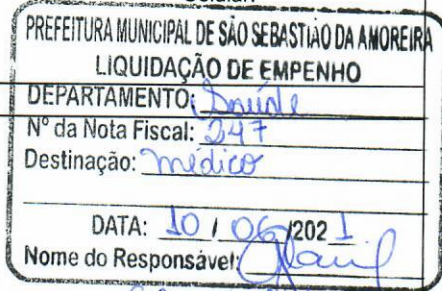 PREFEITURA MUNICIPAL DE SÃO SEBASTIÃO DA AMOREIRA
LIQUIDAÇÃO DE EMPENHO
DEPARTAMENTO: Saúde
Nº da Nota Fiscal: 247
Destinação: médico
DATA: 10 / 06 /2021
Nome do Responsável: